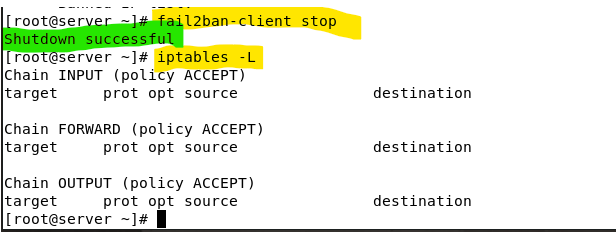 [root@server ~]# fail2ban-client stop
Shutdown successful
[root@server ~]# iptables -L
Chain INPUT (policy ACCEPT)
target     prot opt source               destination

Chain FORWARD (policy ACCEPT)
target     prot opt source               destination

Chain OUTPUT (policy ACCEPT)
target     prot opt source               destination
[root@server ~]#